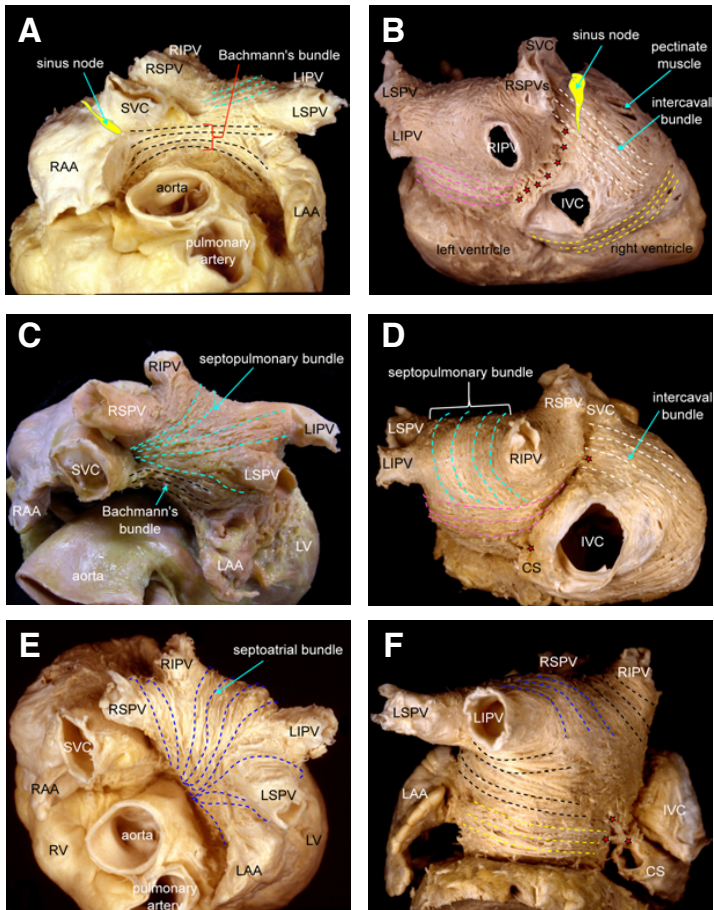 A
RIPV
Bachmann's bundle
sinus node
RSPV
LIPV
SVC
LSPV
RAA
aorta
LAA
pulmonary
artery
B
sinus node
SVC
pectinate
muscle
LSPV
RSPVs
intercaval
bundle
LIPV
RIPV
IVC
left ventricle
right ventricle
C
septopulmonary bundle
RIPV
RSPV
LIPV
SVC
LSPV
RAA
Bachmann's
bundle
LV
LAA
aorta
D
septopulmonary bundle
RSPV
SVC
intercaval
bundle
LSPV
LIPV
RIPV
IVC
CS
E
septoatrial bundle
RIPV
RSPV
LIPV
SVC
RAA
LSPV
aorta
LV
RV
LAA
pulmonary
artery
F
RSPV
RIPV
LSPV
LIPV
LAA
IVC
CS